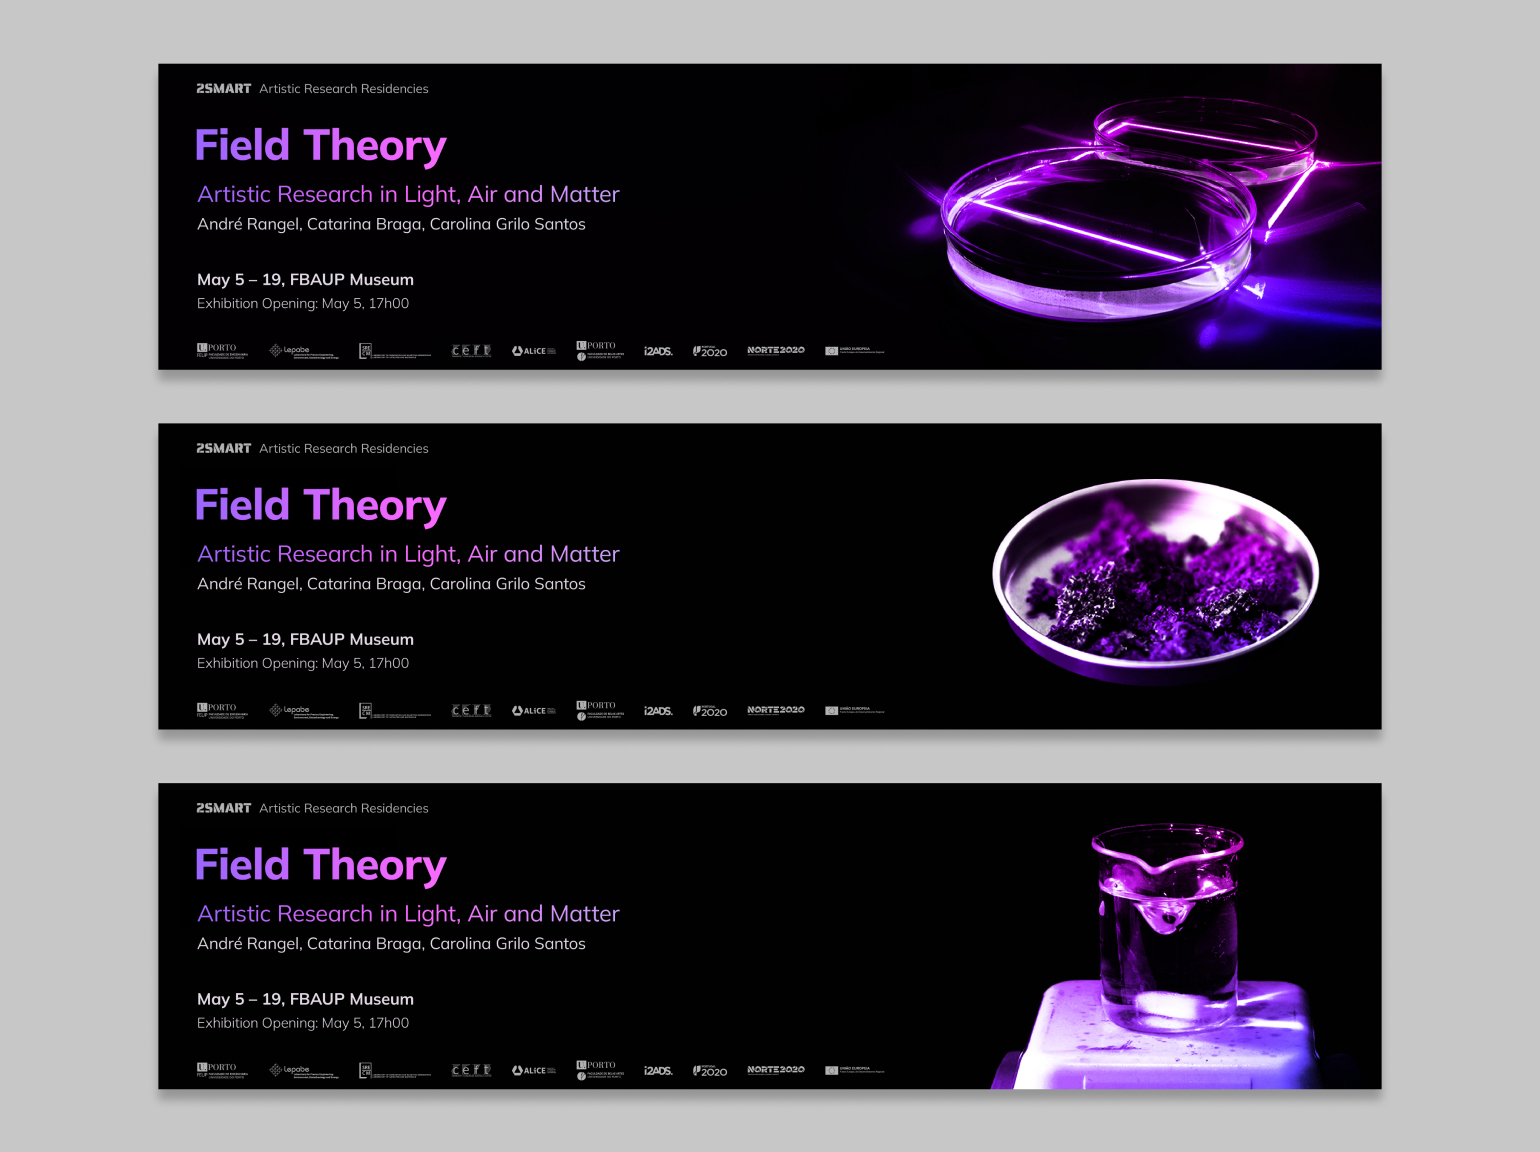 2SMART Artistic Research Residencies
Field Theory
Artistic Research in Light, Air and Matter
André Rangel, Catarina Braga, Carolina Grilo Santos
May 5 – 19, FBAUP Museum
Exhibition Opening: May 5, 17h00
U.PORTO Lepabe ceft ALiCE U.PORTO i2ADS. 2020 NORTE2020 UNIÃO EUROPEIA
2SMART Artistic Research Residencies
Field Theory
Artistic Research in Light, Air and Matter
André Rangel, Catarina Braga, Carolina Grilo Santos
May 5 – 19, FBAUP Museum
Exhibition Opening: May 5, 17h00
U.PORTO Lepabe ceft ALiCE U.PORTO i2ADS. 2020 NORTE2020 UNIÃO EUROPEIA
2SMART Artistic Research Residencies
Field Theory
Artistic Research in Light, Air and Matter
André Rangel, Catarina Braga, Carolina Grilo Santos
May 5 – 19, FBAUP Museum
Exhibition Opening: May 5, 17h00
U.PORTO Lepabe ceft ALiCE U.PORTO i2ADS. 2020 NORTE2020 UNIÃO EUROPEIA